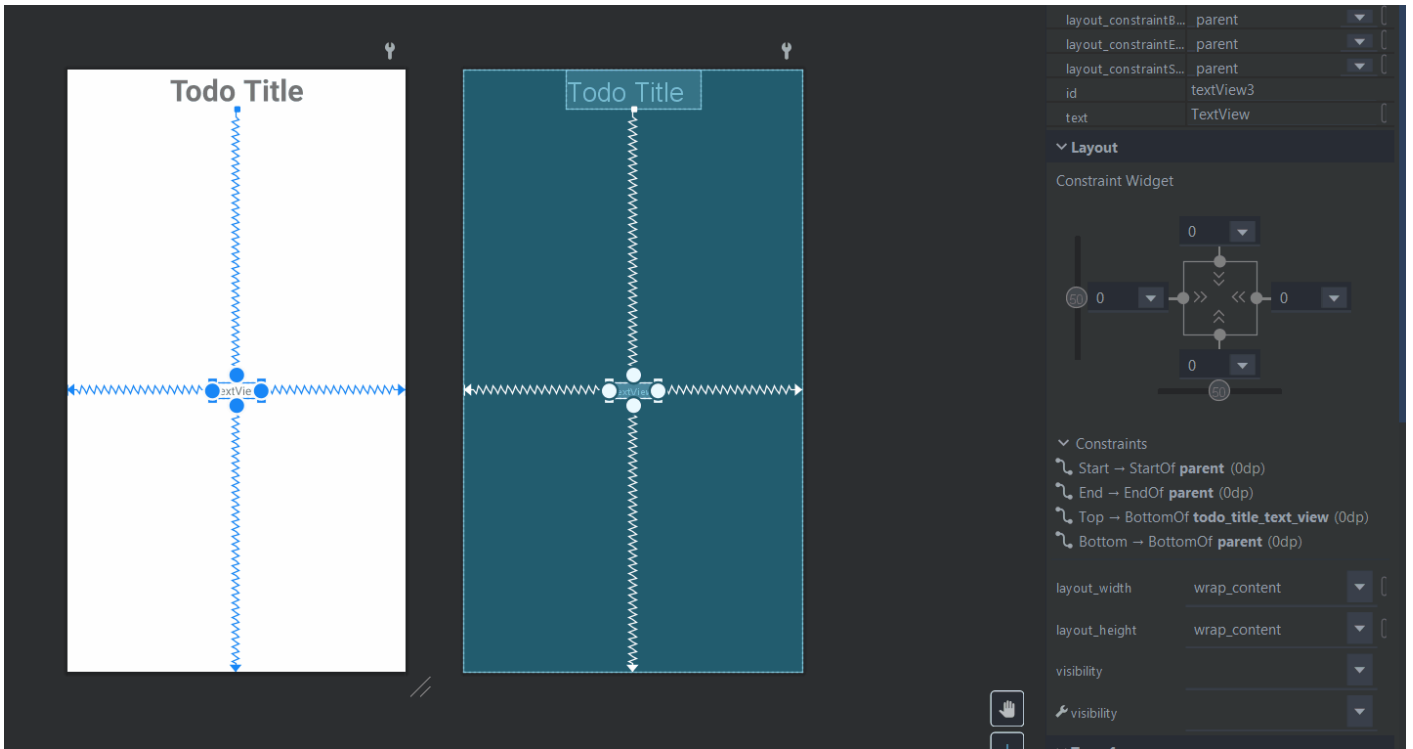 Todo Title
extVie
Todo Title
extVie
layout_constraintB... parent
layout_constraintE... parent
layout_constraintS... parent
id textView3
text TextView
Layout
Constraint Widget
0
50 0 0
0
50
Constraints
Start → StartOf parent (0dp)
End → EndOf parent (0dp)
Top → BottomOf todo_title_text_view (0dp)
Bottom → BottomOf parent (0dp)
layout_width wrap_content
layout_height wrap_content
visibility
visibility